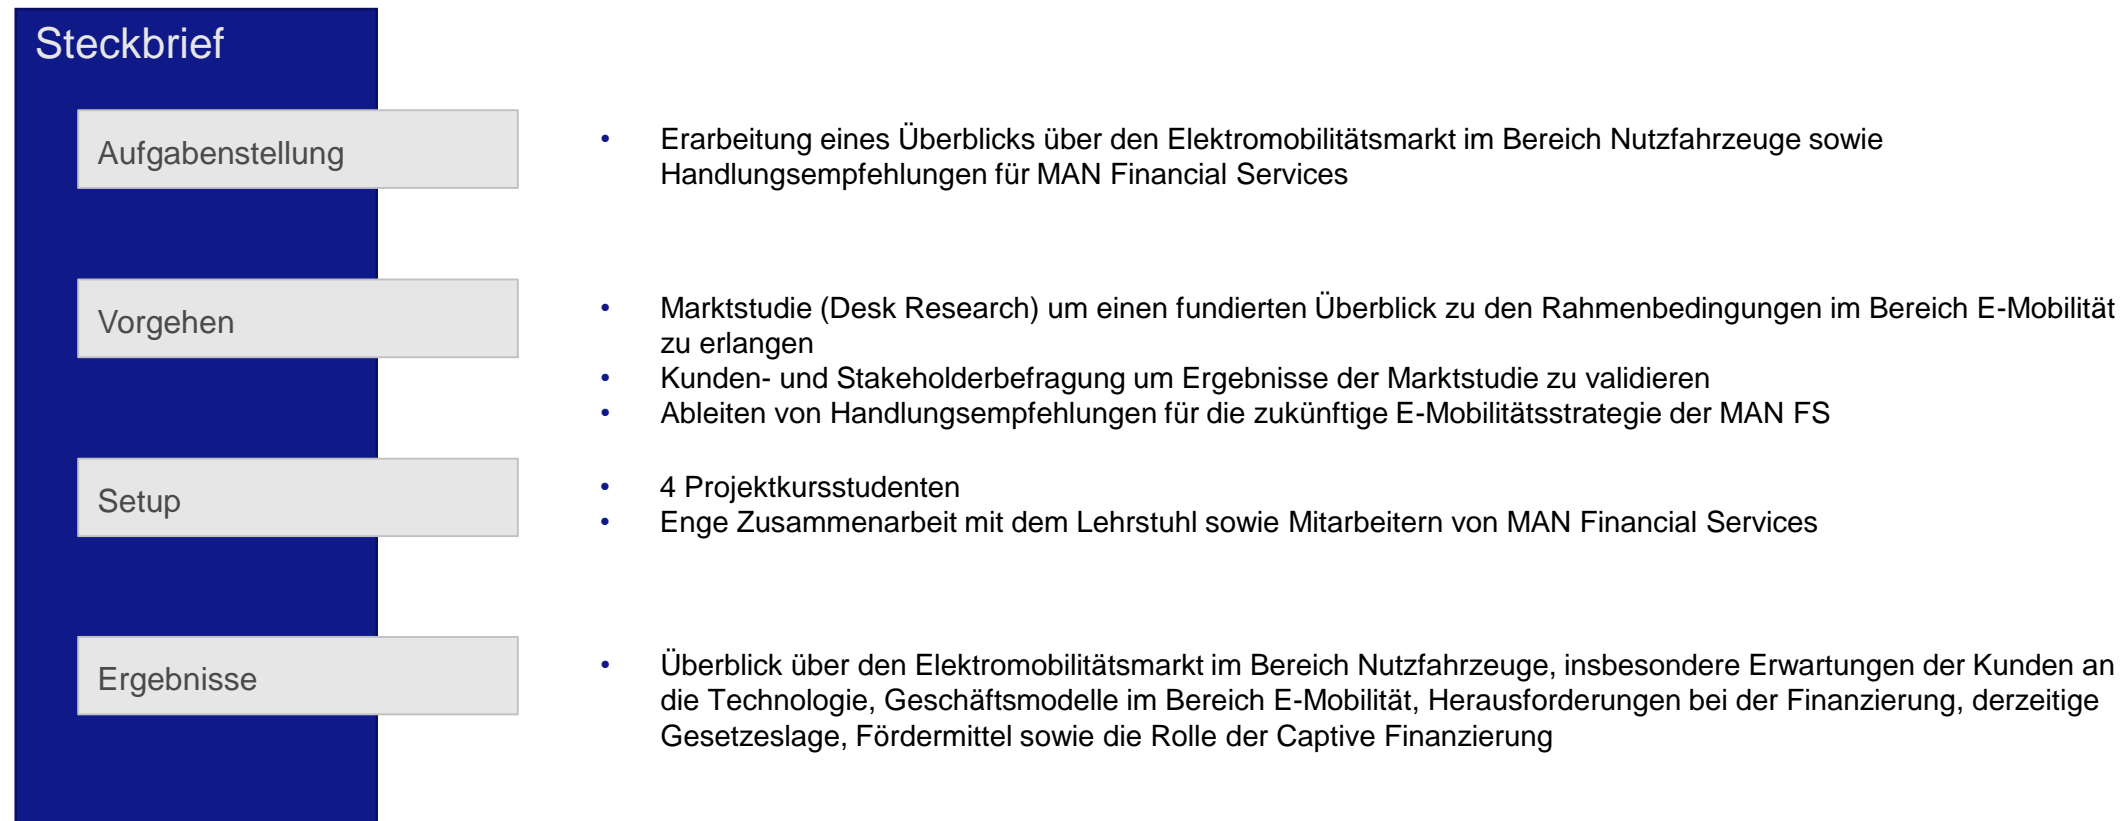 Steckbrief
Aufgabenstellung
• Erarbeitung eines Überblicks über den Elektromobilitätsmarkt im Bereich Nutzfahrzeuge sowie
Handlungsempfehlungen für MAN Financial Services
Vorgehen
• Marktstudie (Desk Research) um einen fundierten Überblick zu den Rahmenbedingungen im Bereich E-Mobilität
zu erlangen
• Kunden- und Stakeholderbefragung um Ergebnisse der Marktstudie zu validieren
• Ableiten von Handlungsempfehlungen für die zukünftige E-Mobilitätsstrategie der MAN FS
Setup
• 4 Projektkursstudenten
• Enge Zusammenarbeit mit dem Lehrstuhl sowie Mitarbeitern von MAN Financial Services
Ergebnisse
• Überblick über den Elektromobilitätsmarkt im Bereich Nutzfahrzeuge, insbesondere Erwartungen der Kunden an
die Technologie, Geschäftsmodelle im Bereich E-Mobilität, Herausforderungen bei der Finanzierung, derzeitige
Gesetzeslage, Fördermittel sowie die Rolle der Captive Finanzierung